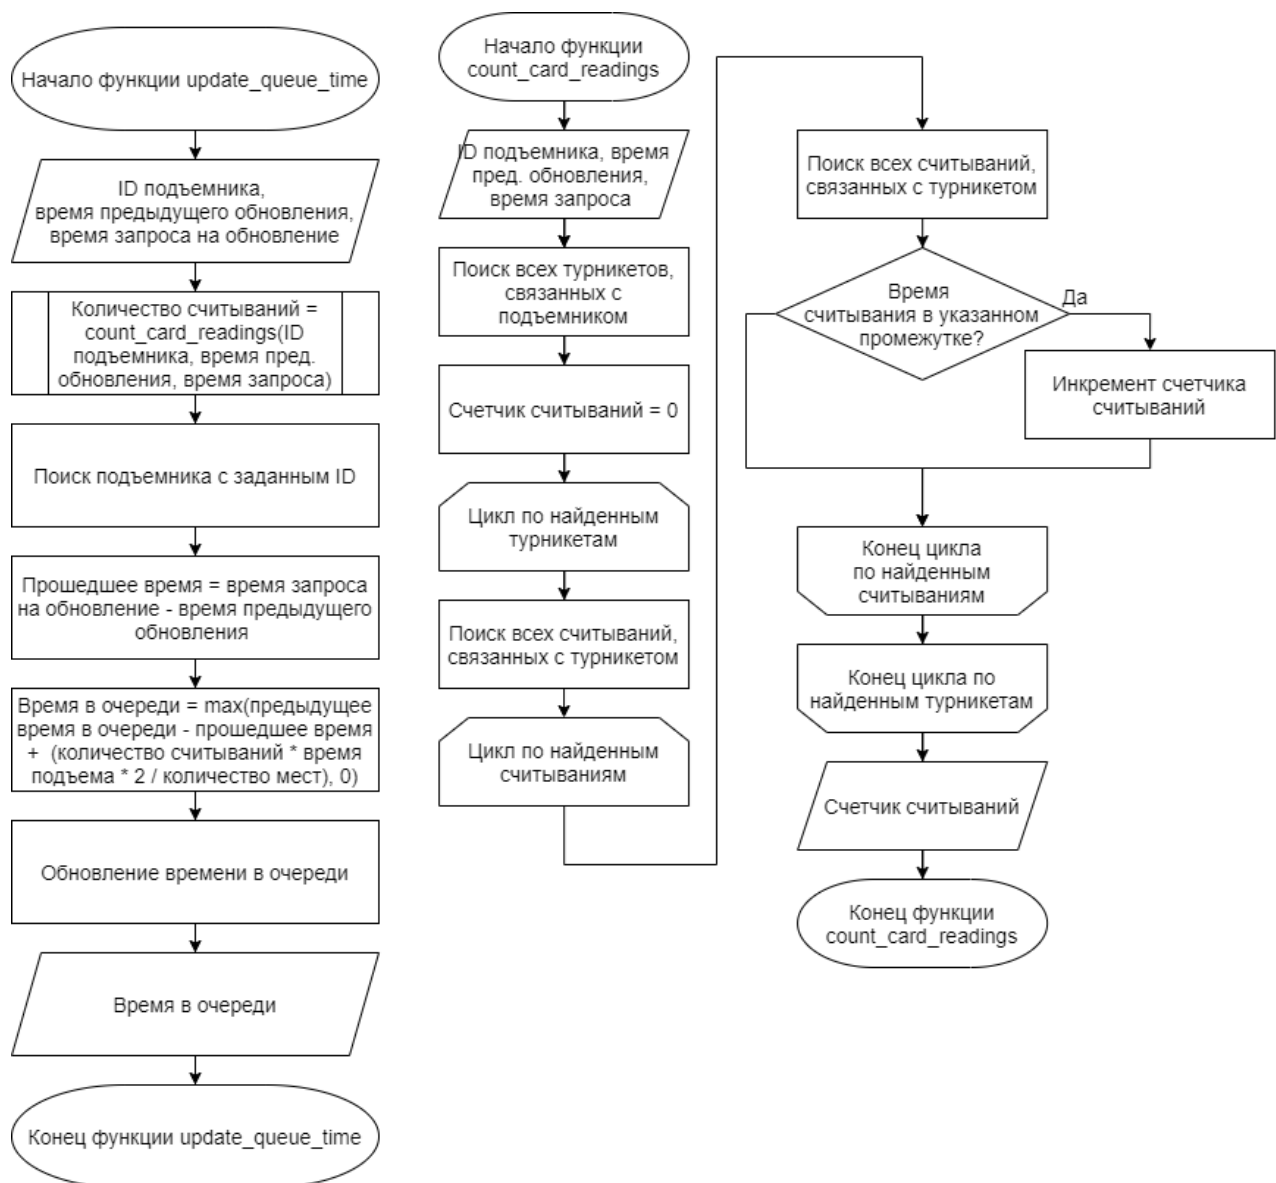 Начало функции update_queue_time
ID подъемника,
время предыдущего обновления,
время запроса на обновление
Количество считываний =
count_card_readings(ID
подъемника, время пред.
обновления, время запроса)
Поиск подъемника с заданным ID
Прошедшее время = время запроса
на обновление - время предыдущего
обновления
Время в очереди = max(предыдущее
время в очереди - прошедшее время
+ (количество считываний * время
подъема * 2 / количество мест), 0)
Обновление времени в очереди
Время в очереди
Конец функции update_queue_time
Начало функции
count_card_readings
ID подъемника, время
пред. обновления,
время запроса
Поиск всех турникетов,
связанных с
подъемником
Счетчик считываний = 0
Цикл по найденным
турникетам
Поиск всех считываний,
связанных с турникетом
Цикл по найденным
считываниям
Поиск всех считываний,
связанных с турникетом
Время
считывания в указанном
промежутке?
Да
Инкремент счетчика
считываний
Конец цикла
по найденным
считываниям
Конец цикла по
найденным турникетам
Счетчик считываний
Конец функции
count_card_readings